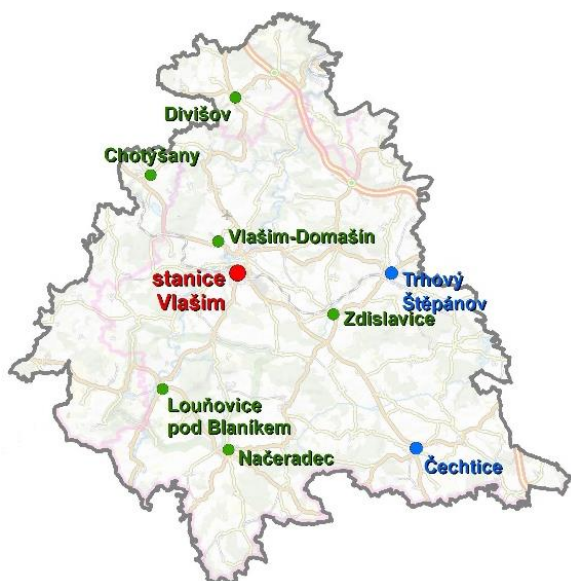 Divišov
Chotýšany
Vlašim-Domašín
stanice
Vlašim
Trhový
Štěpánov
Zdislavice
Louňovice
pod Blaníkem
Načeradec
Čechtice